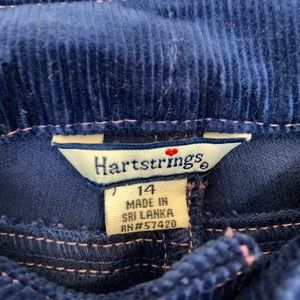 Hartstrings®
14
MADE IN
SRI LANKA
RN#57420